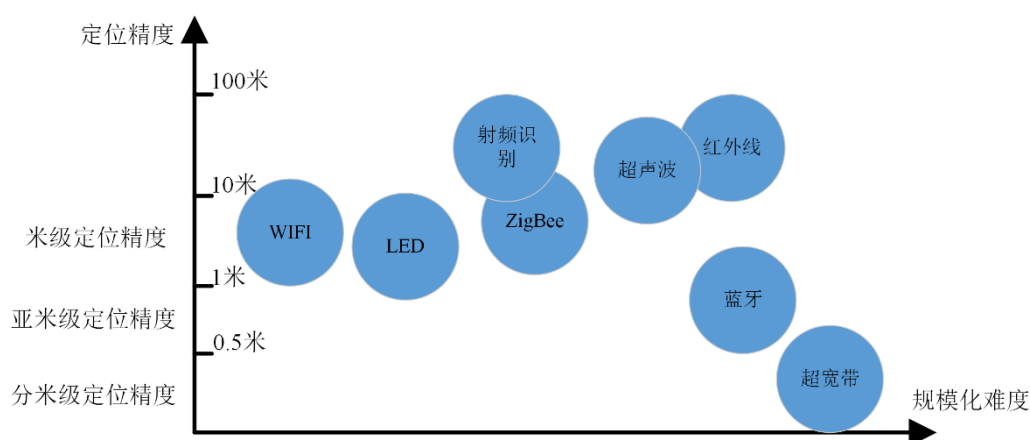 定位精度
100米
射频识
别
超声波
红外线
10米
WIFI
LED
ZigBee
米级定位精度
1米
蓝牙
亚米级定位精度
0.5米
超宽带
分米级定位精度
规模化难度